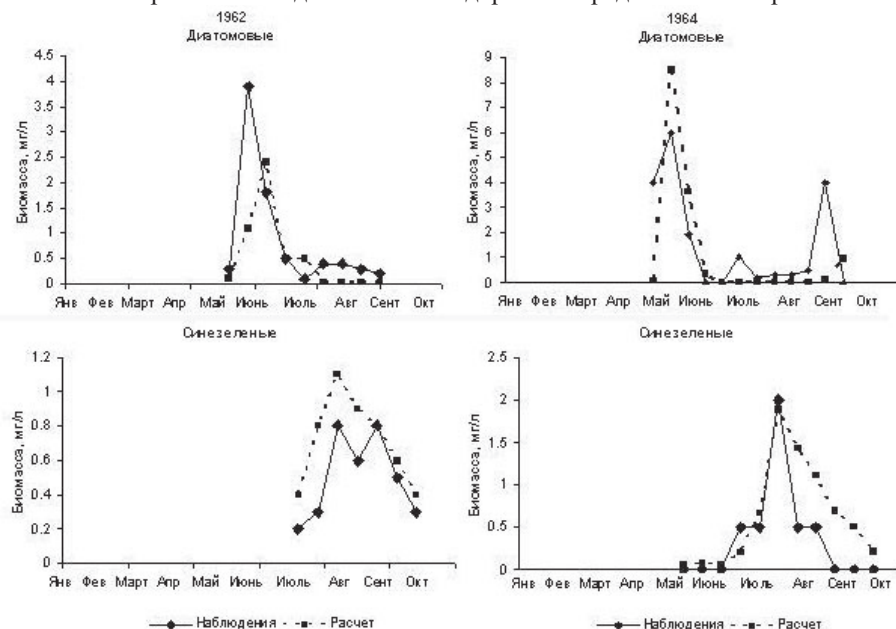 1962
Диатомовые
Биомасса, мг/л
4.5
4
3.5
3
2.5
2
1.5
1
0.5
0
Янв Фев Март Апр Май Июнь Июль Авг Сент Окт
1964
Диатомовые
Биомасса, мг/л
9
8
7
6
5
4
3
2
1
0
Янв Фев Март Апр Май Июнь Июль Авг Сент Окт
Синезеленые
Биомасса, мг/л
1.2
1
0.8
0.6
0.4
0.2
0
Янв Фев Март Апр Май Июнь Июль Авг Сент Окт
Наблюдения Расчет
Синезеленые
Биомасса, мг/л
2.5
2
1.5
1
0.5
0
Янв Фев Март Апр Май Июнь Июль Авг Сент Окт
Наблюдения Расчет